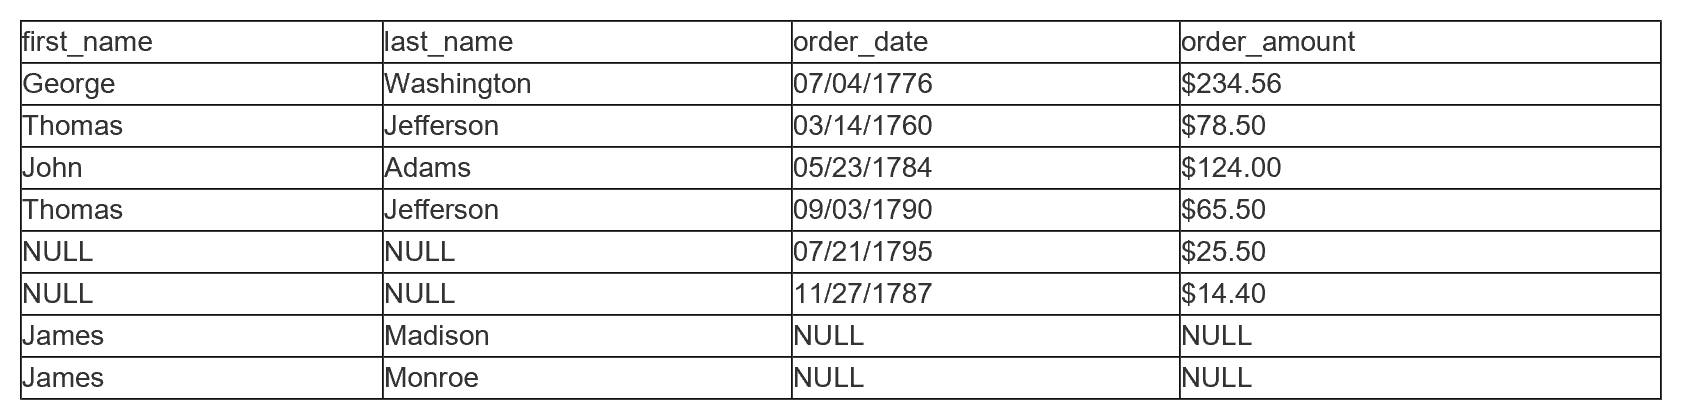 first_name last_name order_date order_amount
George Washington 07/04/1776 $234.56
Thomas Jefferson 03/14/1760 $78.50
John Adams 05/23/1784 $124.00
Thomas Jefferson 09/03/1790 $65.50
NULL NULL 07/21/1795 $25.50
NULL NULL 11/27/1787 $14.40
James Madison NULL NULL
James Monroe NULL NULL